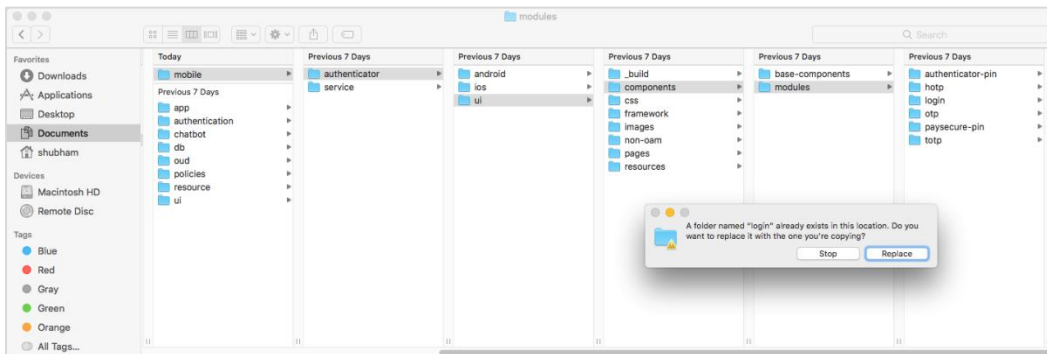 modules
Search
Favorites
Downloads
Applications
Desktop
Documents
shubham
Devices
Macintosh HD
Remote Disc
Tags
Blue
Red
Gray
Green
Orange
All Tags...
Today
mobile
Previous 7 Days
app
authentication
chatbot
db
oud
policies
resource
ui
Previous 7 Days
authenticator
service
Previous 7 Days
android
ios
ui
Previous 7 Days
_build
components
css
framework
images
non-oam
pages
resources
Previous 7 Days
base-components
modules
Previous 7 Days
authenticator-pin
hotp
login
otp
paysecure-pin
totp
A folder named "login" already exists in this location. Do you
want to replace it with the one you're copying?
Stop
Replace